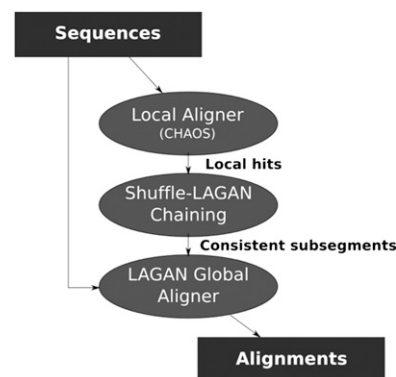 Sequences
Local Aligner
(CHAOS)
Local hits
Shuffle-LAGAN
Chaining
Consistent subsegments
LAGAN Global
Aligner
Alignments